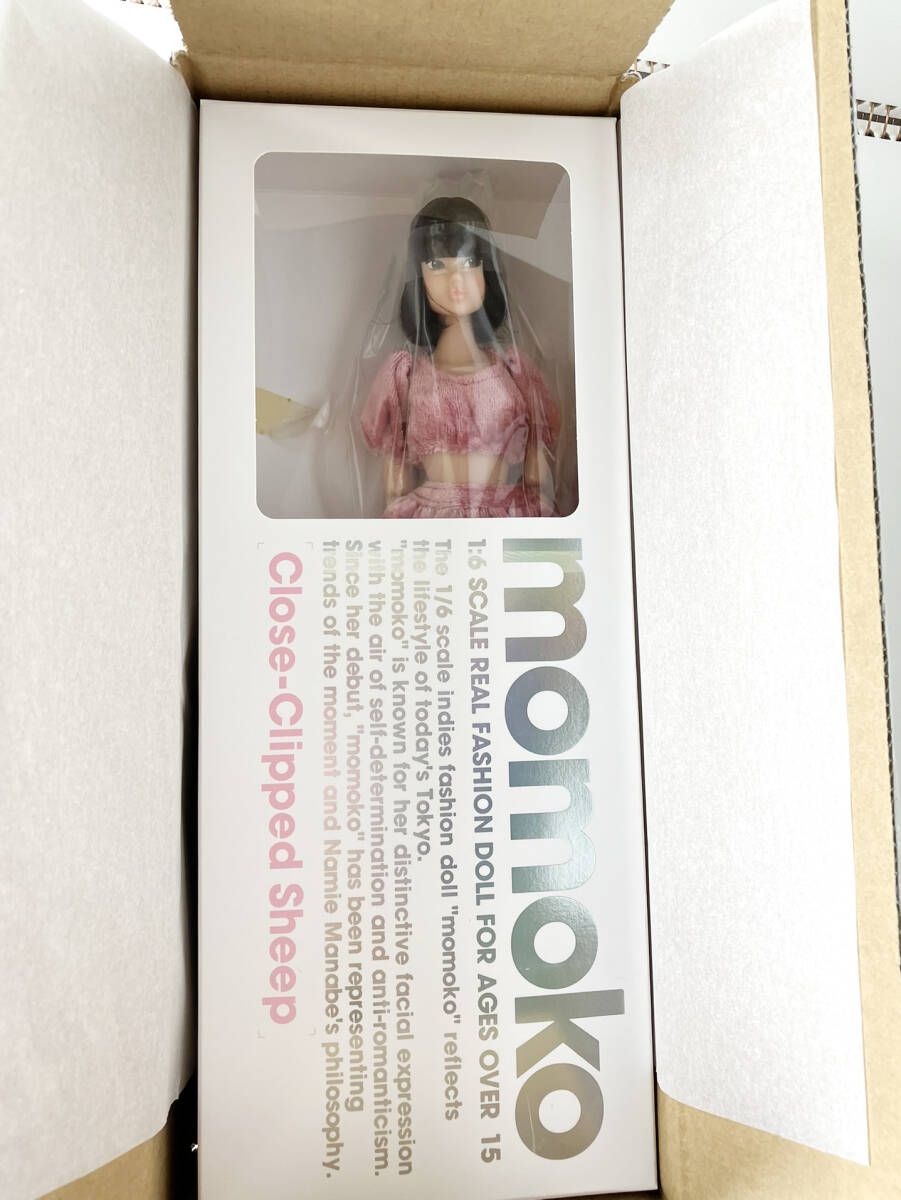 momoko
1:6 SCALE REAL FASHION DOLL FOR AGES OVER 15
The 1/6 scale indies fashion doll "momoko" reflects
the lifestyle of today's Tokyo.
"momoko" is known for her distinctive facial expression
with the air of self-determination and anti-romanticism.
Since her debut, "momoko" has been representing
trends of the moment and Namie Manabe's philosophy.
Close-Clipped Sheep